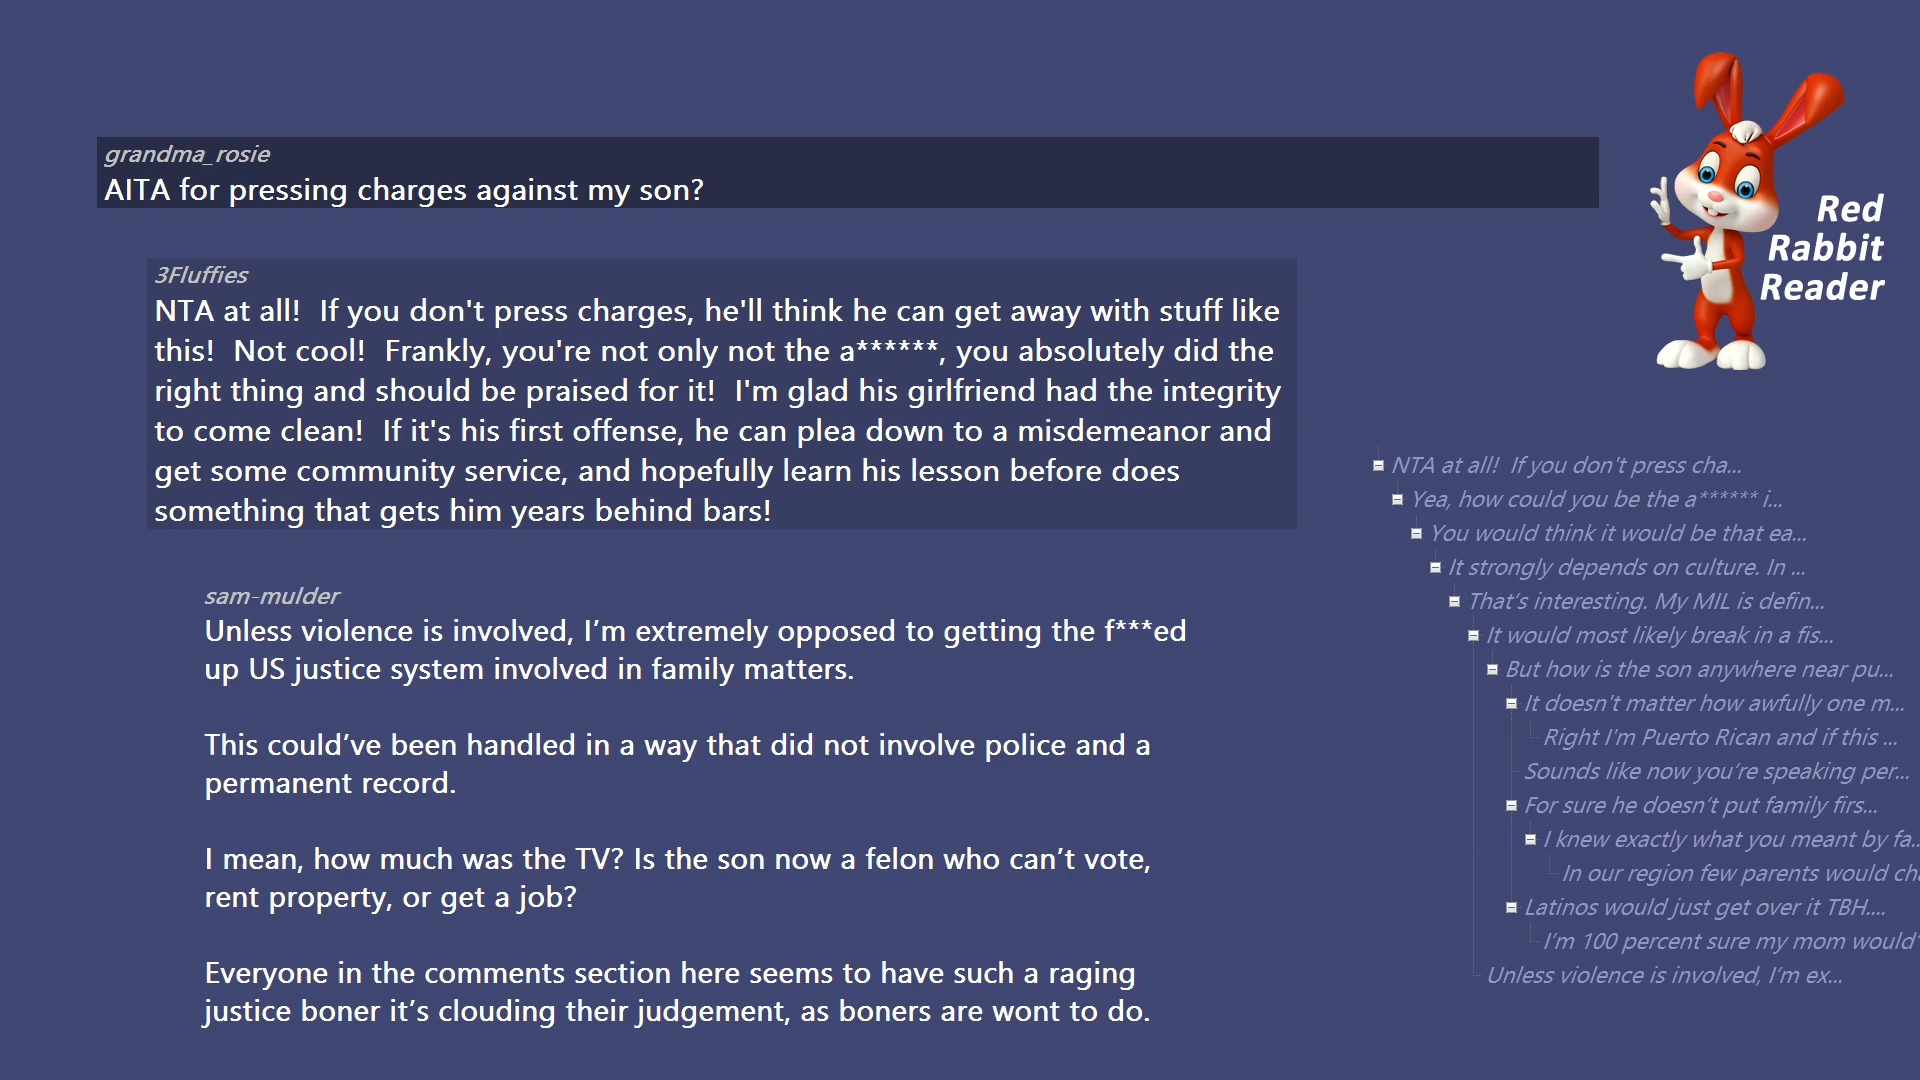 grandma_rosie
AITA for pressing charges against my son?
3Fluffies
NTA at all!  If you don't press charges, he'll think he can get away with stuff like
this!  Not cool!  Frankly, you're not only not the a******, you absolutely did the
right thing and should be praised for it!  I'm glad his girlfriend had the integrity
to come clean!  If it's his first offense, he can plea down to a misdemeanor and
get some community service, and hopefully learn his lesson before does
something that gets him years behind bars!
sam-mulder
Unless violence is involved, I’m extremely opposed to getting the f***ed
up US justice system involved in family matters.
This could’ve been handled in a way that did not involve police and a
permanent record.
I mean, how much was the TV? Is the son now a felon who can’t vote,
rent property, or get a job?
Everyone in the comments section here seems to have such a raging
justice boner it’s clouding their judgement, as boners are wont to do.
Red
Rabbit
Reader
NTA at all!  If you don't press cha...
Yea, how could you be the a****** i...
You would think it would be that ea...
It strongly depends on culture. In ...
That’s interesting. My MIL is defin...
It would most likely break in a fis...
But how is the son anywhere near pu...
It doesn't matter how awfully one m...
Right I'm Puerto Rican and if this ...
Sounds like now you’re speaking per...
For sure he doesn’t put family firs...
I knew exactly what you meant by fa...
In our region few parents would cha
Latinos would just get over it TBH....
I’m 100 percent sure my mom would'
Unless violence is involved, I’m ex...